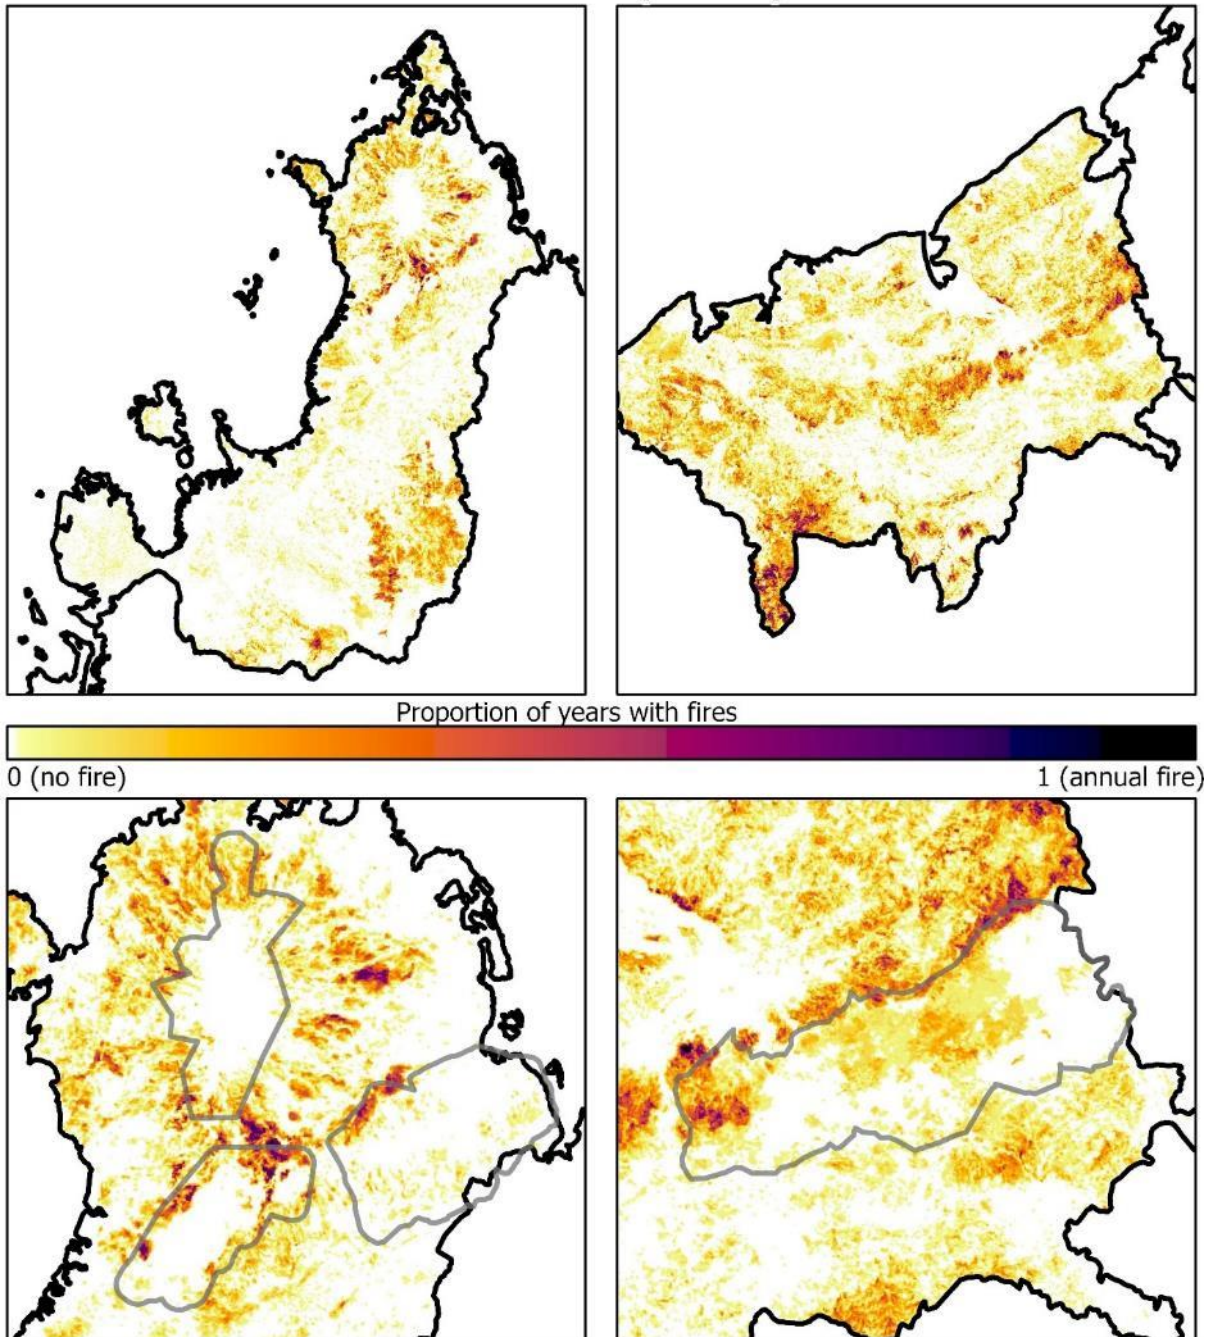 Proportion of years with fires
0 (no fire)
1 (annual fire)